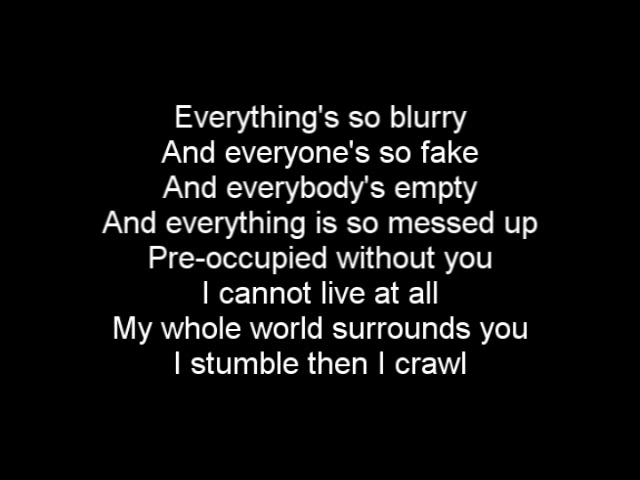 Everything's so blurry
And everyone's so fake
And everybody's empty
And everything is so messed up
Pre-occupied without you
I cannot live at all
My whole world surrounds you
I stumble then I crawl